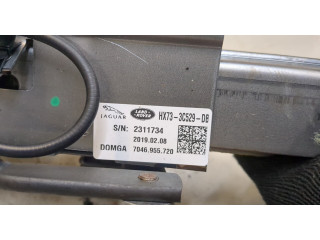 JAGUAR
LAND ROVER
HX73-3C529-DB
S/N: 2311734
2019.02.08
DOMGA 7046.955.720